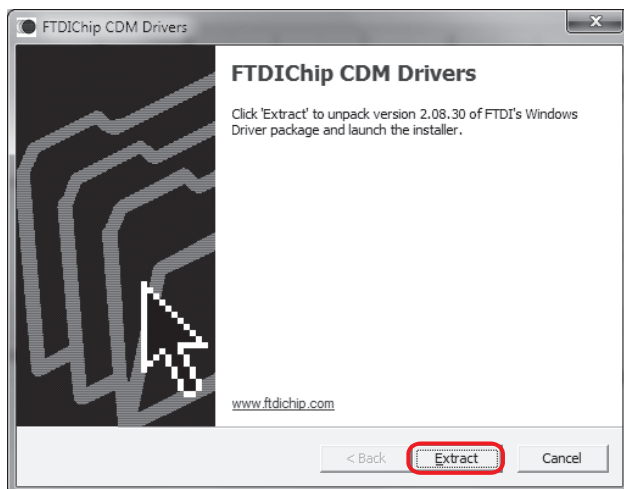 FTDIChip CDM Drivers
FTDIChip CDM Drivers
Click 'Extract' to unpack version 2.08.30 of FTDI's Windows
Driver package and launch the installer.
www.ftdichip.com
< Back Extract Cancel